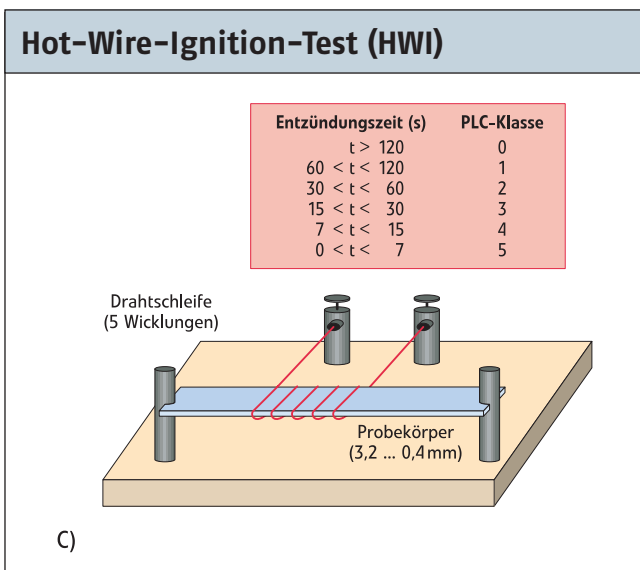 Hot-Wire-Ignition-Test (HWI)
Entzündungszeit (s) PLC-Klasse
t > 120 0
60 < t < 120 1
30 < t < 60 2
15 < t < 30 3
7 < t < 15 4
0 < t < 7 5
Drahtschleife
(5 Wicklungen)
Probekörper
(3,2 ... 0,4 mm)
C)